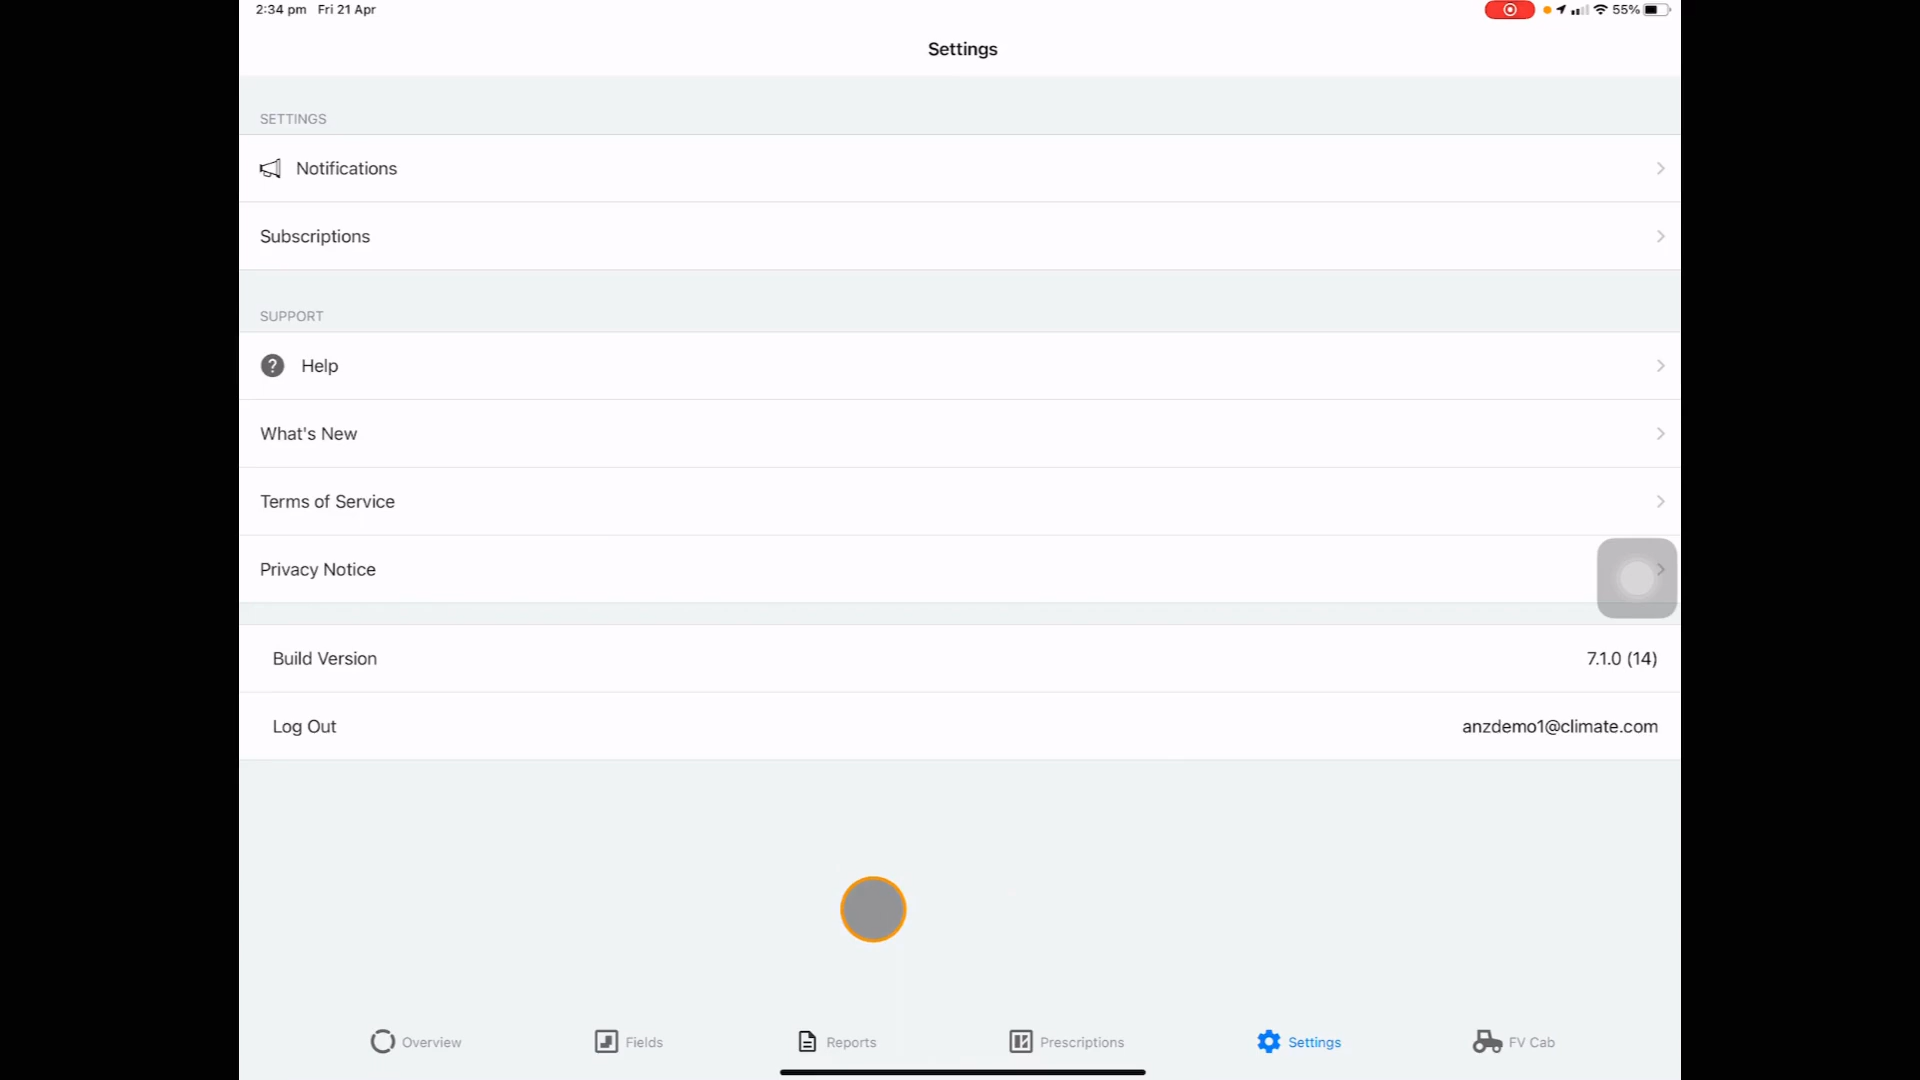 2:34 pm Fri 21 Apr
55%
Settings
SETTINGS
Notifications
Subscriptions
SUPPORT
Help
What's New
Terms of Service
Privacy Notice
Build Version 7.1.0 (14)
Log Out anzdemo1@climate.com
Overview Fields Reports Prescriptions Settings FV Cab